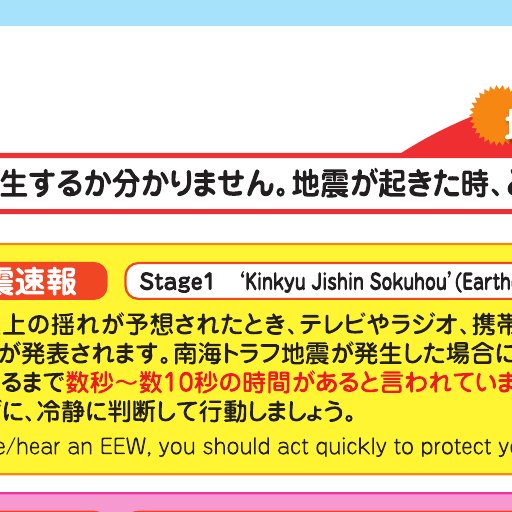 生するか分かりません。地震が起きた時、
震速報
Stage1 ‘Kinkyu Jishin Sokuhou’（Earth
上の揺れが予想されたとき、テレビやラジオ、携帯
が発表されます。南海トラフ地震が発生した場合に
るまで数秒～数10秒の時間があると言われていま
に、冷静に判断して行動しましょう。
e/hear an EEW, you should act quickly to protect y